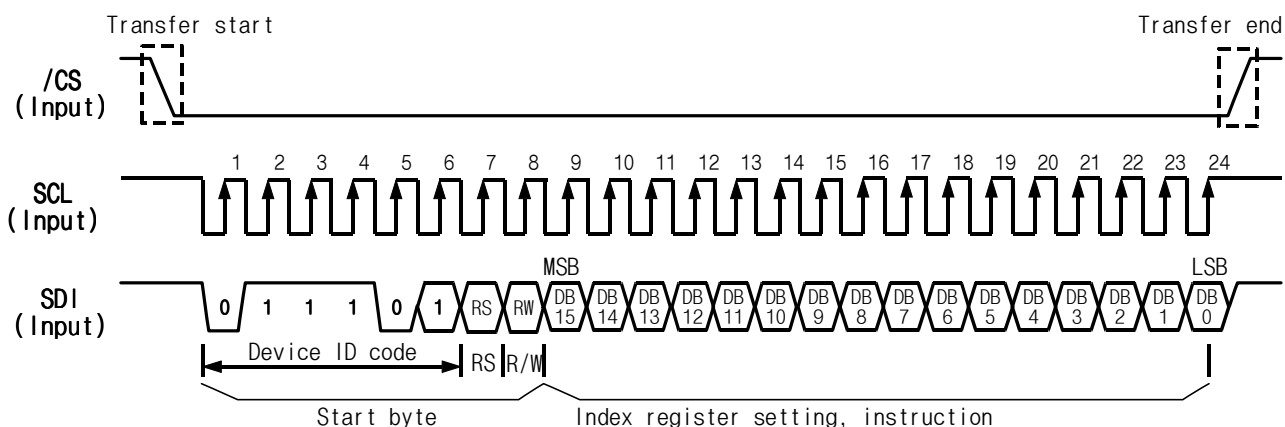 Transfer start Transfer end
/CS
(Input)
1 2 3 4 5 6 7 8 9 10 11 12 13 14 15 16 17 18 19 20 21 22 23 24
SCL
(Input)
MSB LSB
SDI
(Input)
0 1 1 1 0 1 RS RW DB 15 DB 14 DB 13 DB 12 DB 11 DB 10 DB 9 DB 8 DB 7 DB 6 DB 5 DB 4 DB 3 DB 2 DB 1 DB 0
Device ID code RS R/W
Start byte Index register setting, instruction